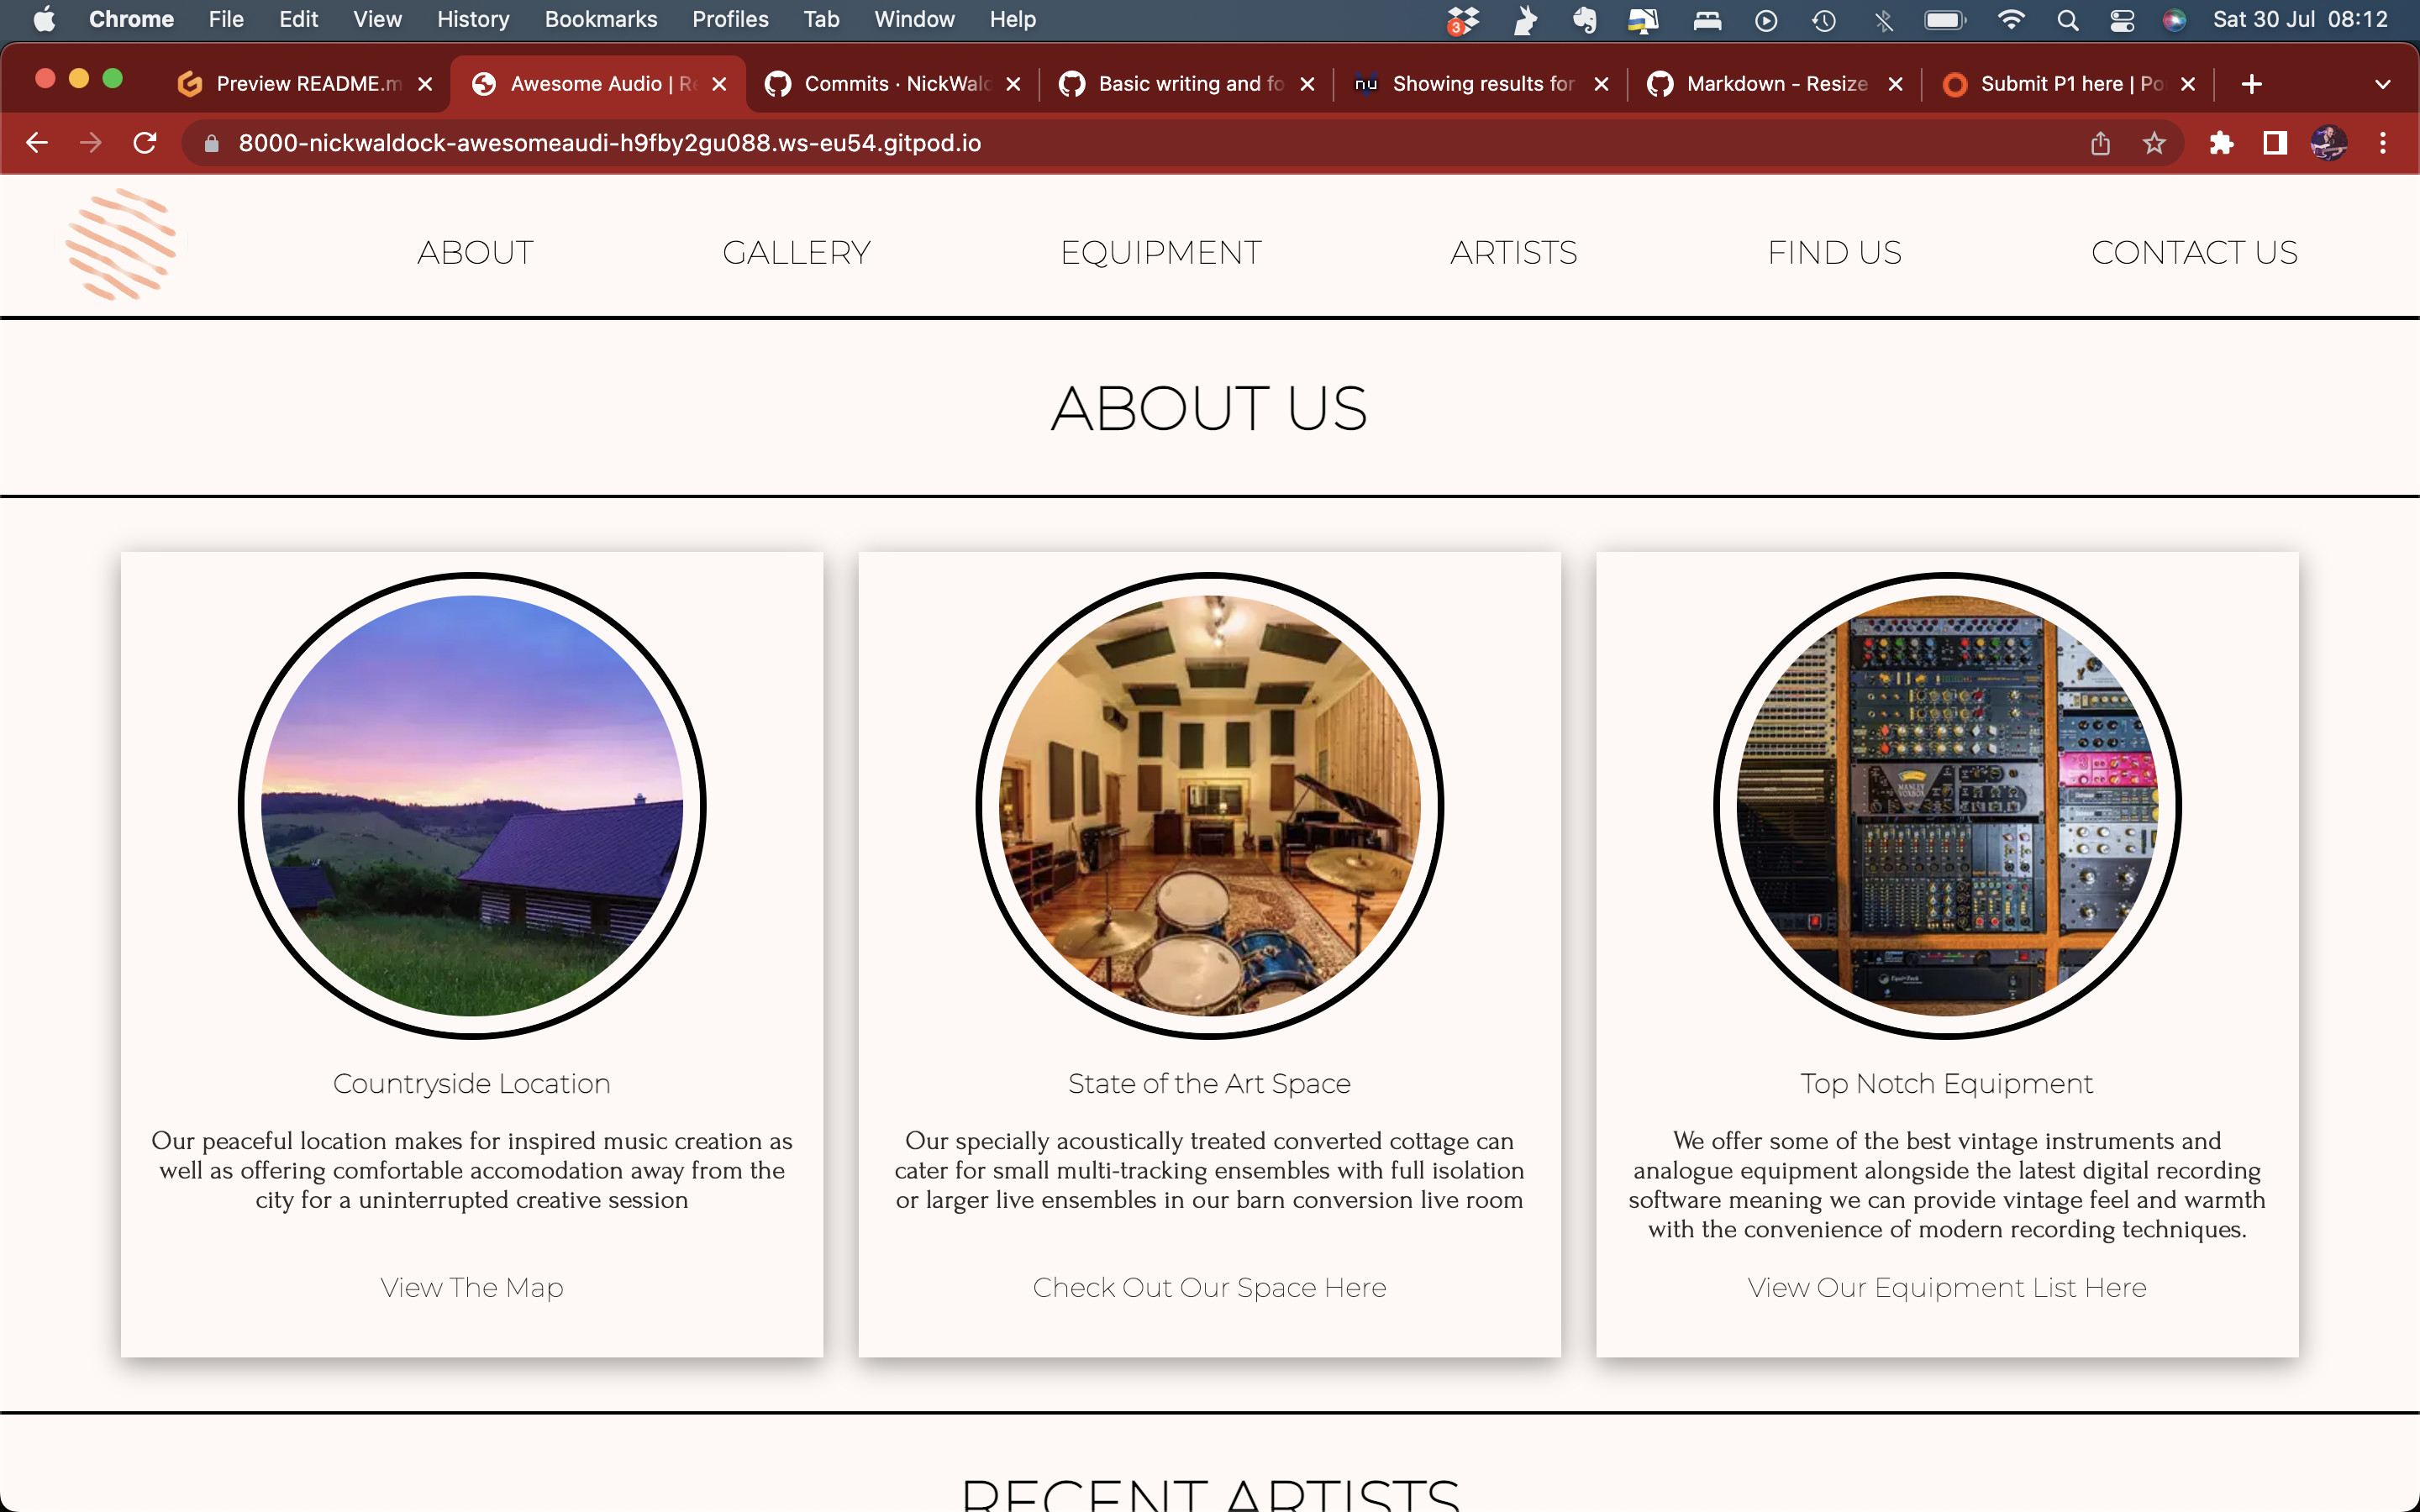 Chrome File Edit View History Bookmarks Profiles Tab Window Help 3 Sat 30 Jul 08:12
Preview README.m Awesome Audio | Re Commits · NickWald Basic writing and fo nu Showing results for Markdown - Resize Submit P1 here | Po
8000-nickwaldock-awesomeaudi-h9fby2gu088.ws-eu54.gitpod.io
ABOUT GALLERY EQUIPMENT ARTISTS FIND US CONTACT US
ABOUT US
Countryside Location
Our peaceful location makes for inspired music creation as
well as offering comfortable accomodation away from the
city for a uninterrupted creative session
View The Map
State of the Art Space
Our specially acoustically treated converted cottage can
cater for small multi-tracking ensembles with full isolation
or larger live ensembles in our barn conversion live room
Check Out Our Space Here
MANLEY
VOXBOX
Top Notch Equipment
We offer some of the best vintage instruments and
analogue equipment alongside the latest digital recording
software meaning we can provide vintage feel and warmth
with the convenience of modern recording techniques.
View Our Equipment List Here
RECENT ARTISTS